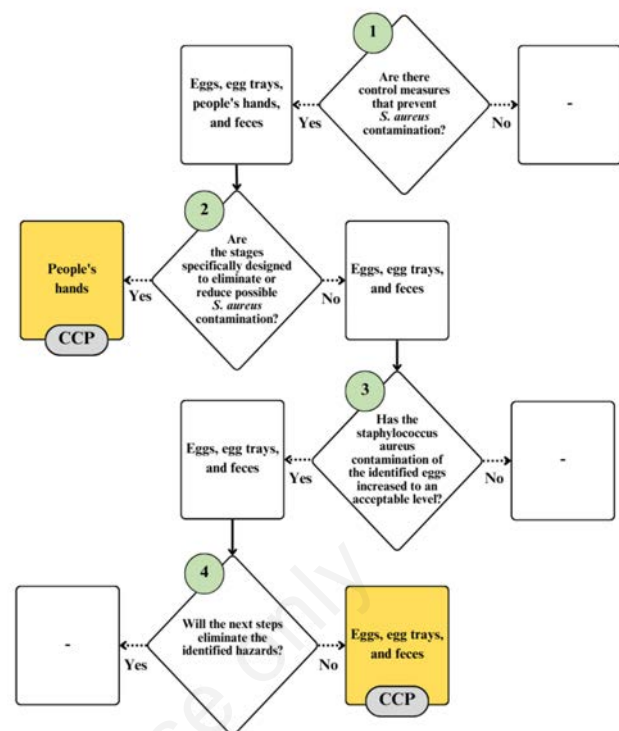 1
Are there
control measures
that prevent
S. aureus
contamination?
Eggs, egg trays,
people's hands,
and feces
Yes
No
-
2
Are
the stages
specifically designed
to eliminate or
reduce possible
S. aureus
contamination?
People's
hands
CCP
Yes
No
Eggs, egg trays,
and feces
3
Has the
staphylococcus
aureus
contamination of
the identified eggs
increased to an
acceptable level?
Eggs, egg trays,
and feces
Yes
No
-
4
Will the next steps
eliminate the
identified hazards?
-
Yes
No
Eggs, egg trays,
and feces
CCP
only